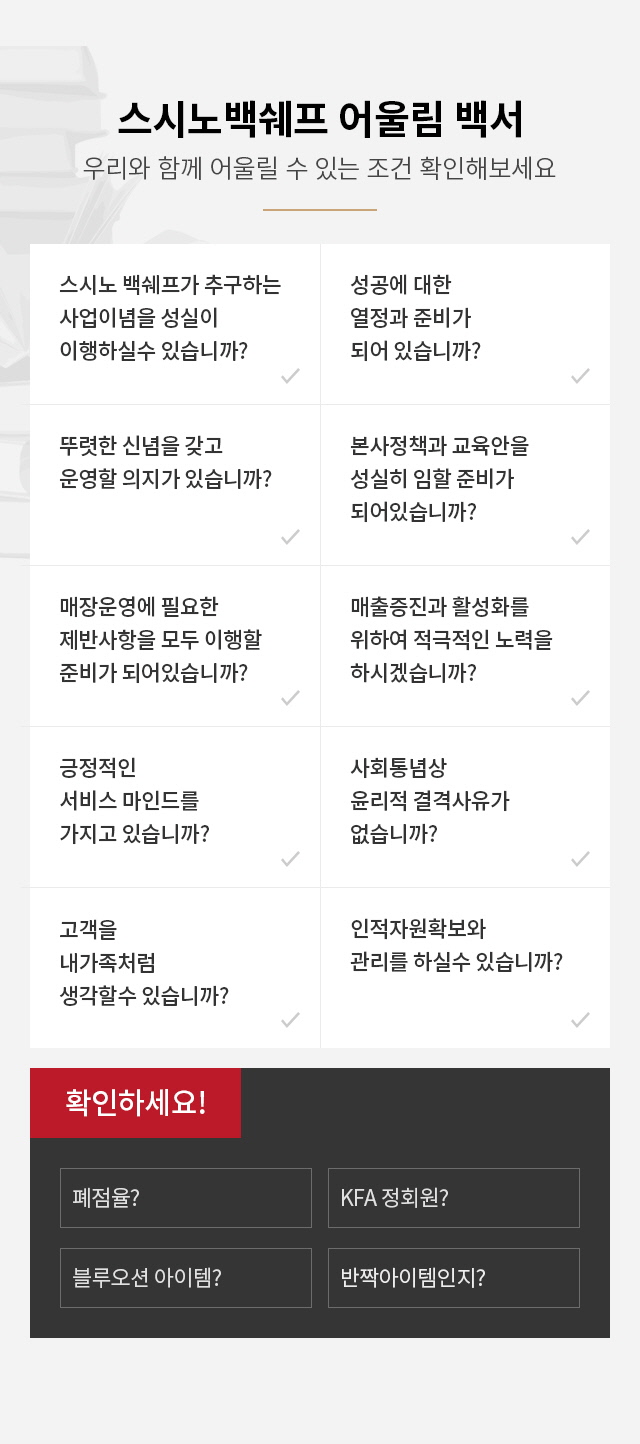 스시노백쉐프 어울림 백서
우리와 함께 어울릴 수 있는 조건 확인해보세요
스시노 백쉐프가 추구하는
사업이념을 성실이
이행하실수 있습니까?
성공에 대한
열정과 준비가
되어 있습니까?
뚜렷한 신념을 갖고
운영할 의지가 있습니까?
본사정책과 교육안을
성실히 임할 준비가
되어있습니까?
매장운영에 필요한
제반사항을 모두 이행할
준비가 되어있습니까?
매출증진과 활성화를
위하여 적극적인 노력을
하시겠습니까?
긍정적인
서비스 마인드를
가지고 있습니까?
사회통념상
윤리적 결격사유가
없습니까?
고객을
내가족처럼
생각할수 있습니까?
인적자원확보와
관리를 하실수 있습니까?
확인하세요!
폐점율?
KFA 정회원?
블루오션 아이템?
반짝아이템인지?